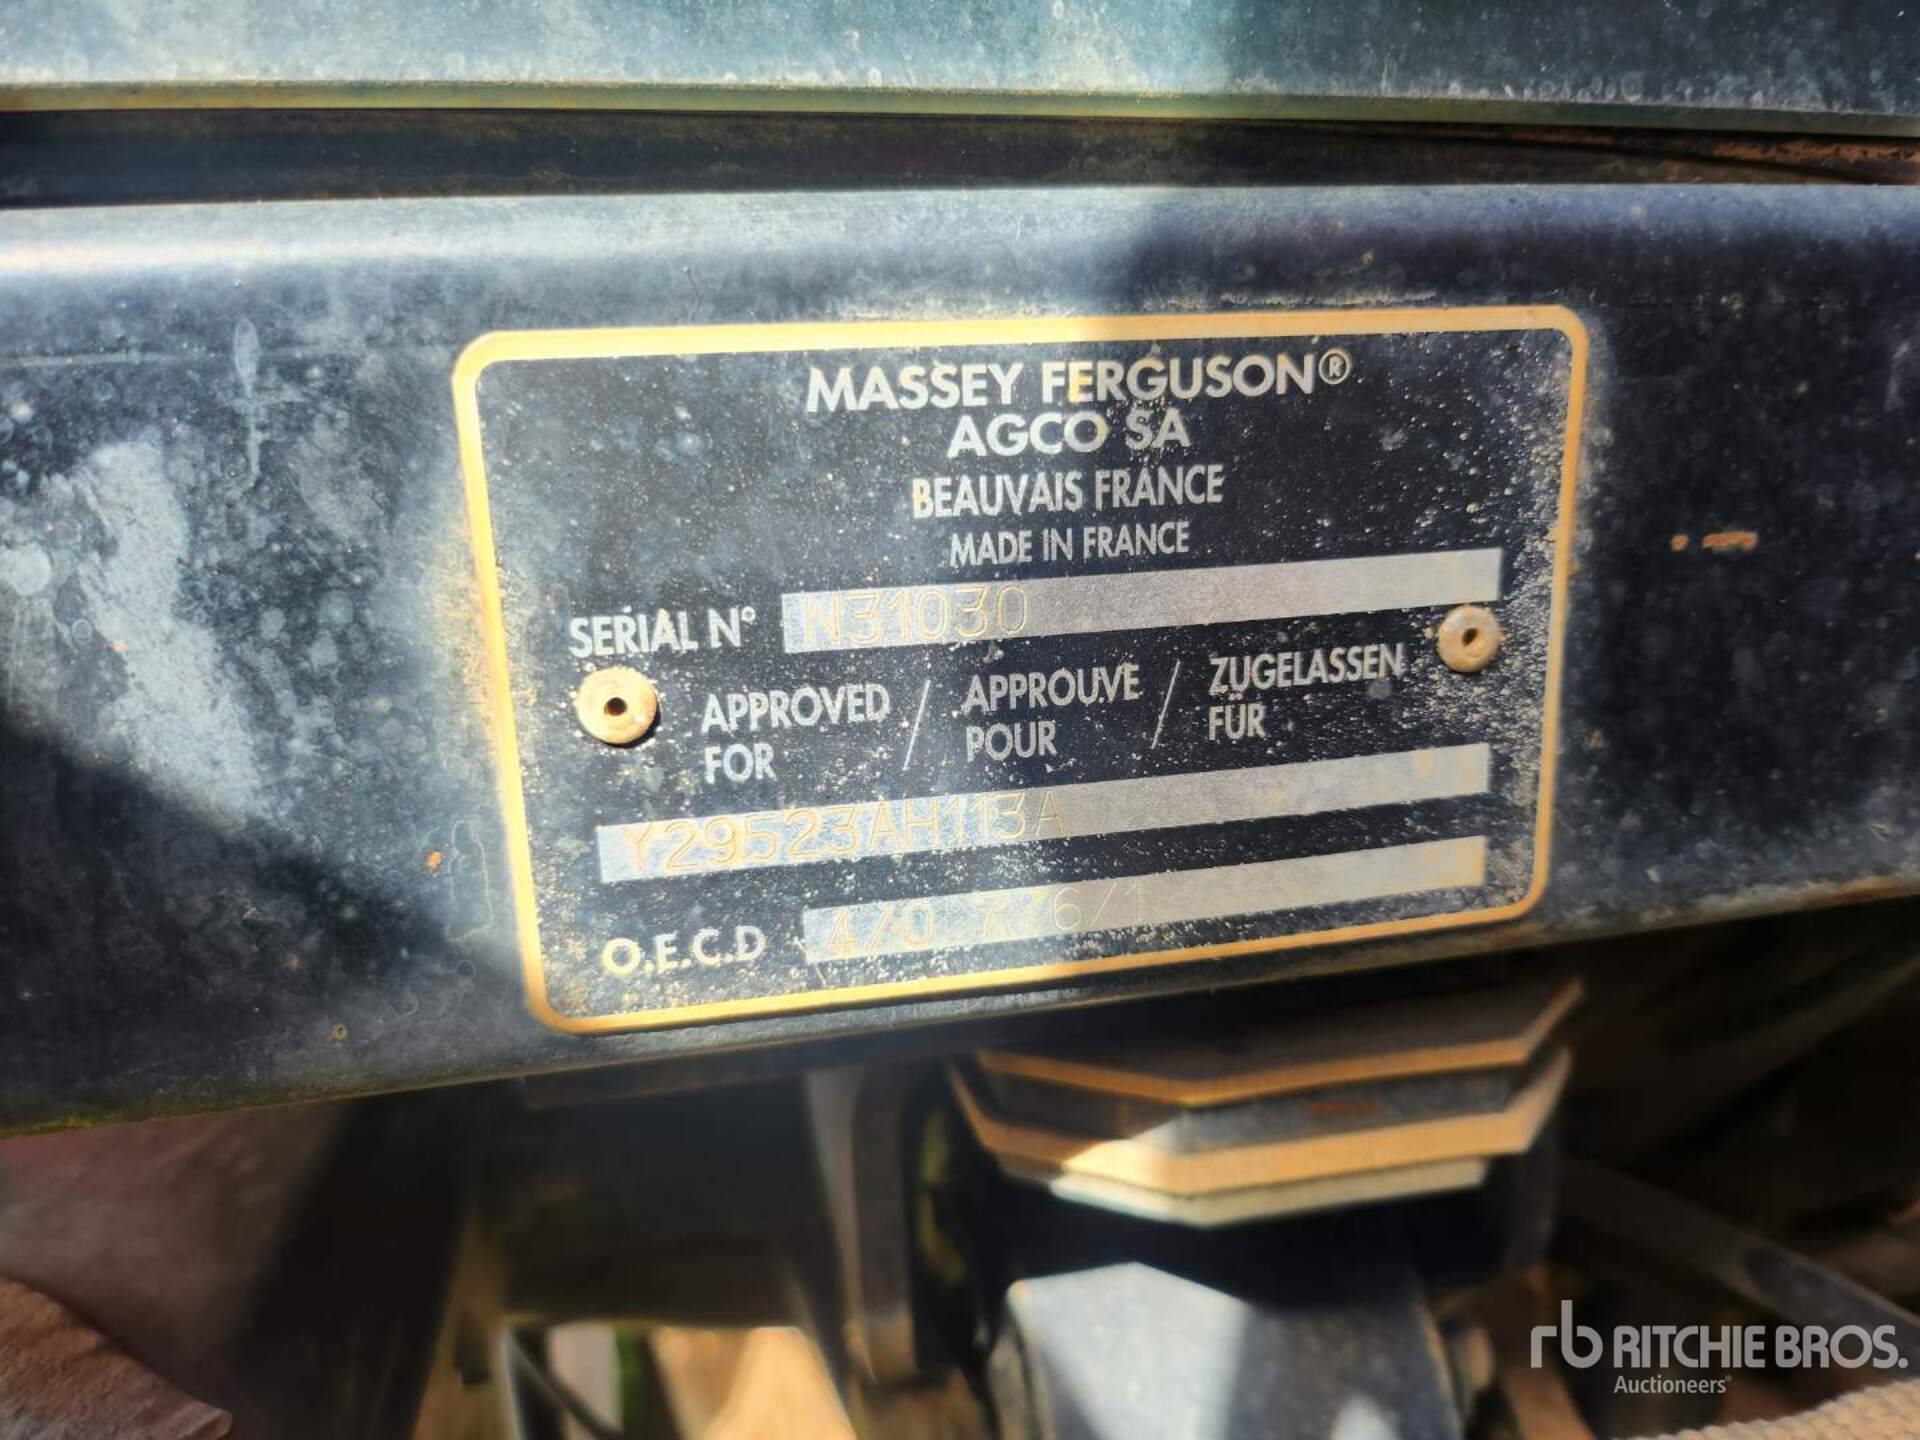 MASSEY FERGUSON®
AGCO SA
BEAUVAIS FRANCE
MADE IN FRANCE
SERIAL N° N31030
APPROVED FOR / APPROUVE POUR / ZUGELASSEN FÜR
Y29523AH113A
O.E.C.D 4/0 776/1
rb RITCHIE BROS.
Auctioneers